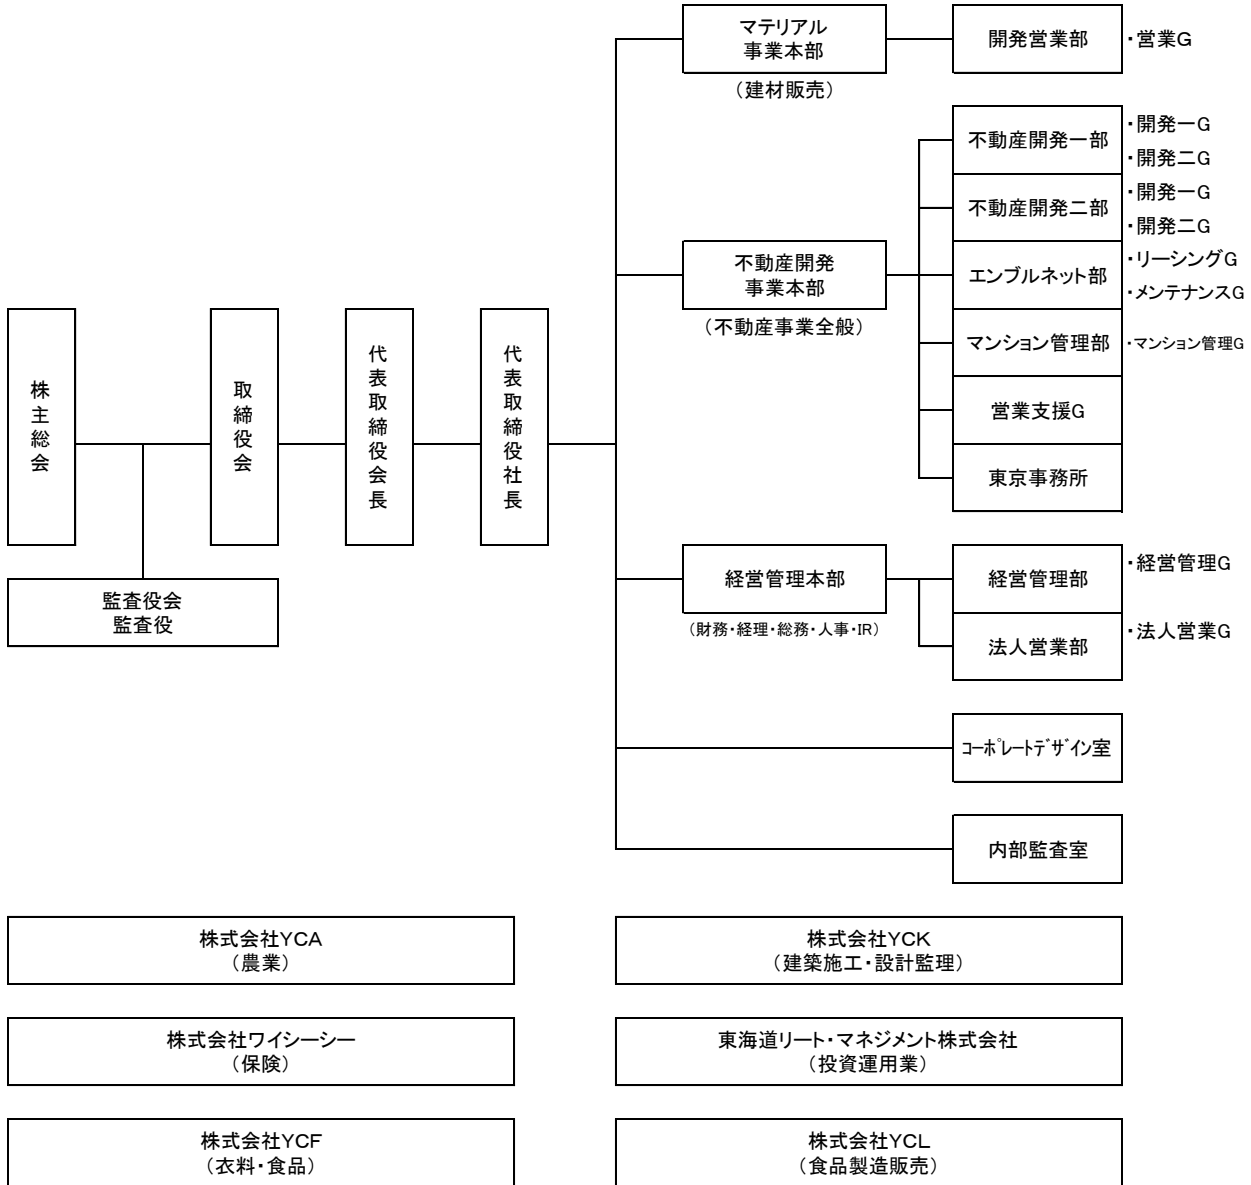 株主総会
監査役会
監査役
取締役会
代表取締役会長
代表取締役社長
マテリアル
事業本部
(建材販売)
開発営業部
・営業G
不動産開発
事業本部
(不動産事業全般)
不動産開発一部
・開発一G
・開発二G
不動産開発二部
・開発一G
・開発二G
エンブルネット部
・リーシングG
・メンテナンスG
マンション管理部
・マンション管理G
営業支援G
東京事務所
経営管理本部
(財務・経理・総務・人事・IR)
経営管理部
・経営管理G
法人営業部
・法人営業G
コーポレートデザイン室
内部監査室
株式会社YCA
(農業)
株式会社YCK
(建築施工・設計監理)
株式会社ワイシーシー
(保険)
東海道リート・マネジメント株式会社
(投資運用業)
株式会社YCF
(衣料・食品)
株式会社YCL
(食品製造販売)